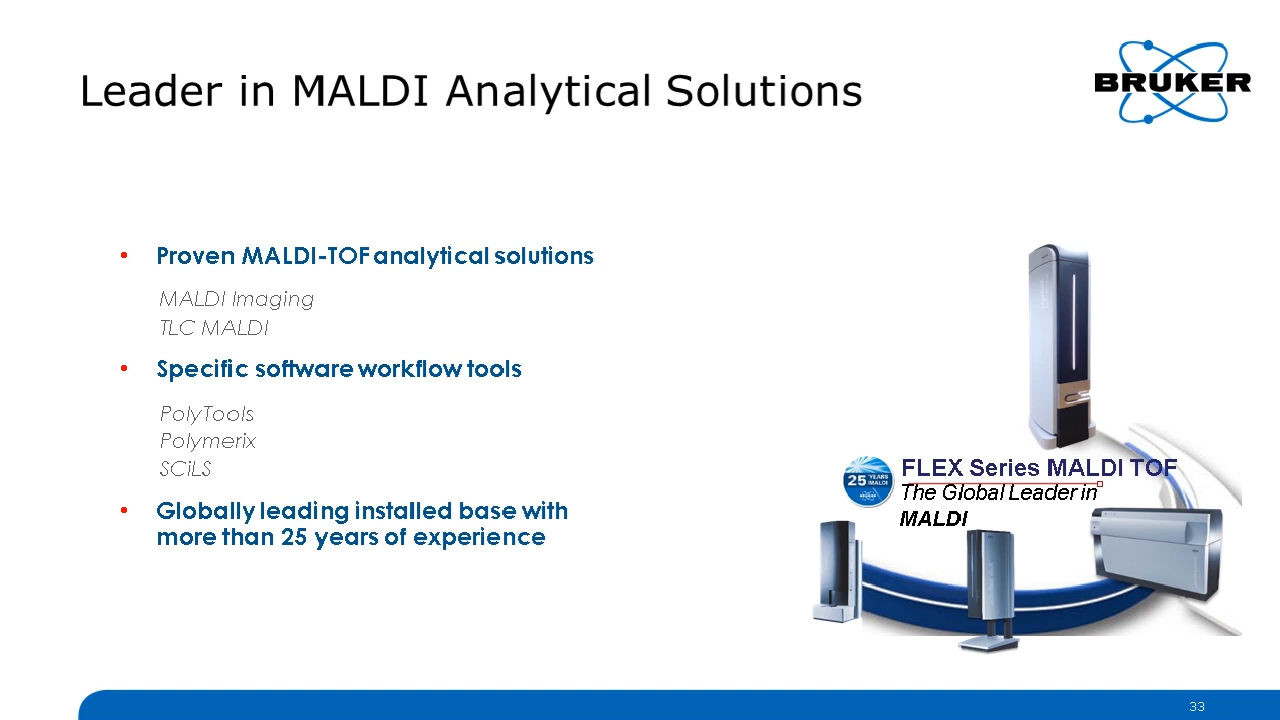 Leader in MALDI Analytical Solutions
BRUKER
• Proven MALDI-TOF analytical solutions
MALDI Imaging
TLC MALDI
• Specific software workflow tools
PolyTools
Polymerix
SCiLS
• Globally leading installed base with
more than 25 years of experience
25 YEARS
MALDI
FLEX Series MALDI TOF
The Global Leader in
MALDI
33